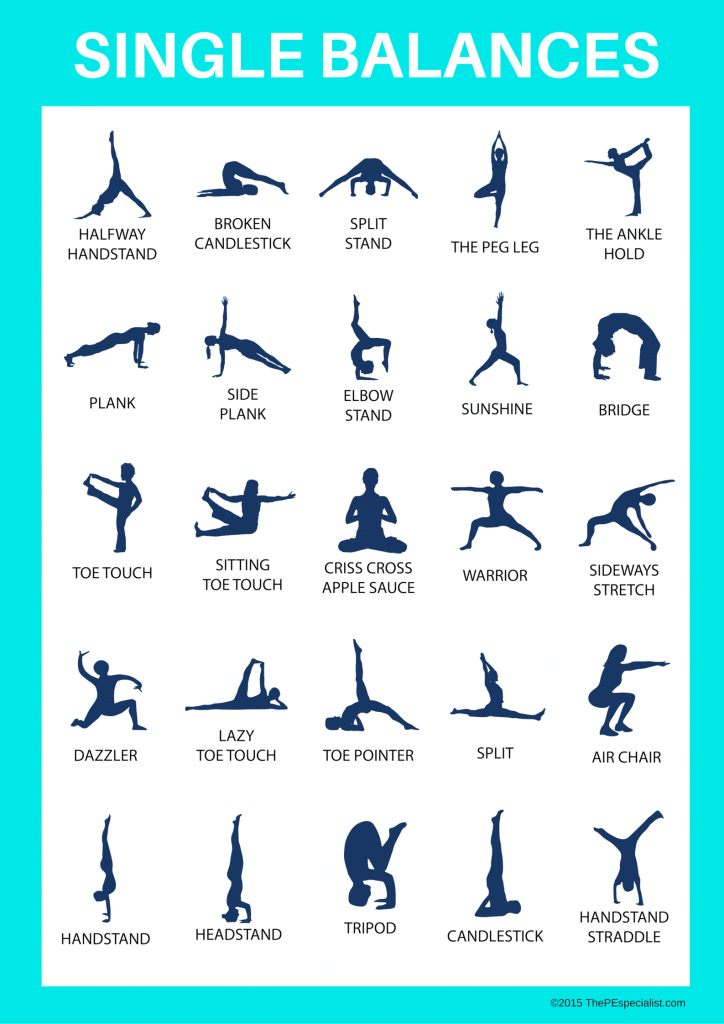 SINGLE BALANCES
HALFWAY
HANDSTAND
BROKEN
CANDLESTICK
SPLIT
STAND
THE PEG LEG
THE ANKLE
HOLD
PLANK
SIDE
PLANK
ELBOW
STAND
SUNSHINE
BRIDGE
TOE TOUCH
SITTING
TOE TOUCH
CRISS CROSS
APPLE SAUCE
WARRIOR
SIDEWAYS
STRETCH
DAZZLER
LAZY
TOE TOUCH
TOE POINTER
SPLIT
AIR CHAIR
HANDSTAND
HEADSTAND
TRIPOD
CANDLESTICK
HANDSTAND
STRADDLE
©2015 ThePEspecialist.com